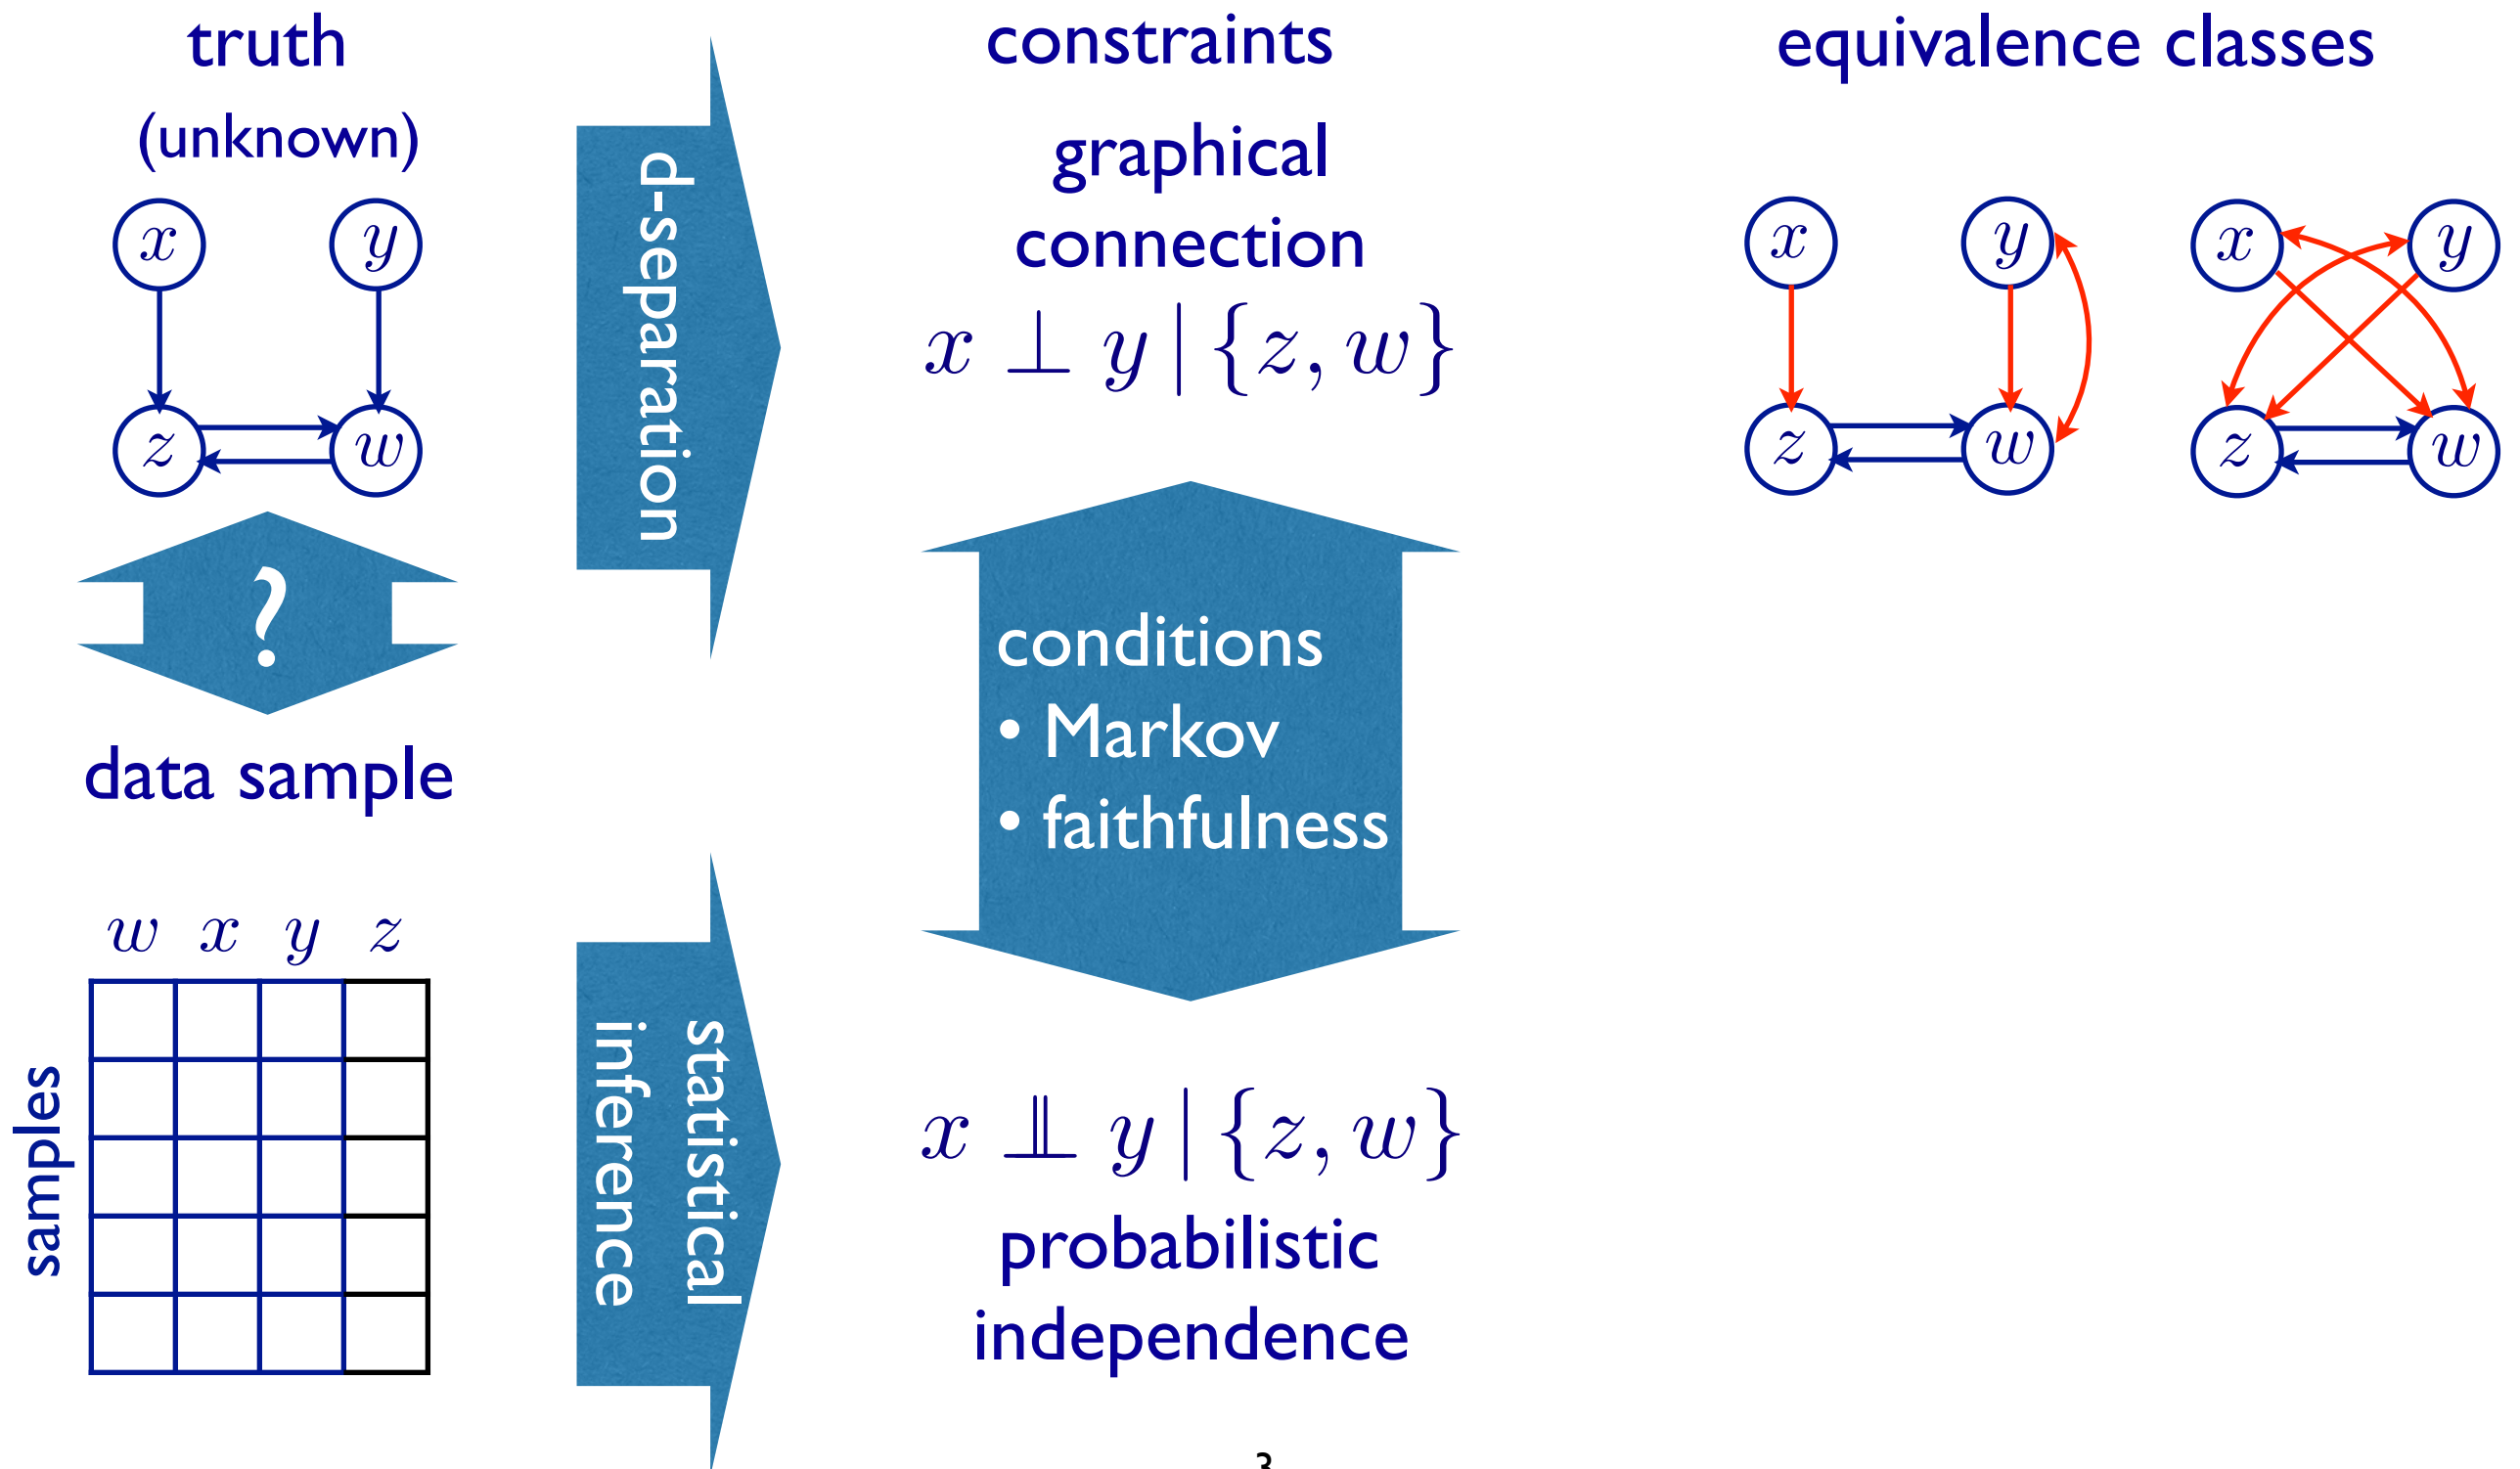 truth
(unknown)
x y
z w
?
data sample
w x y z
samples
d-separation
statistical
inference
constraints
graphical
connection
x ⊥ y | {z, w}
conditions
• Markov
• faithfulness
x ⫫ y | {z, w}
probabilistic
independence
equivalence classes
x y x y
z w z w
3